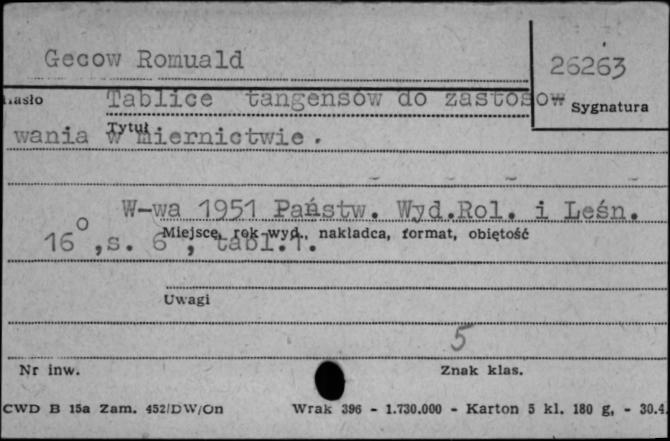 Gecow Romuald
26263
Hasło
Tablice tangensów do zastosow
Sygnatura
Tytuł
wania w miernictwie.
W-wa 1951 Państw. Wyd.Rol. i Leśn.
Miejsce, rok wyd., nakładca, format, objętość
16°, s. 6 , tabl.1.
Uwagi
5
Nr inw.
Znak klas.
CWD B 15a Zam. 452/DW/On Wrak 396 - 1.730.000 - Karton 5 kl. 180 g, - 30.4.